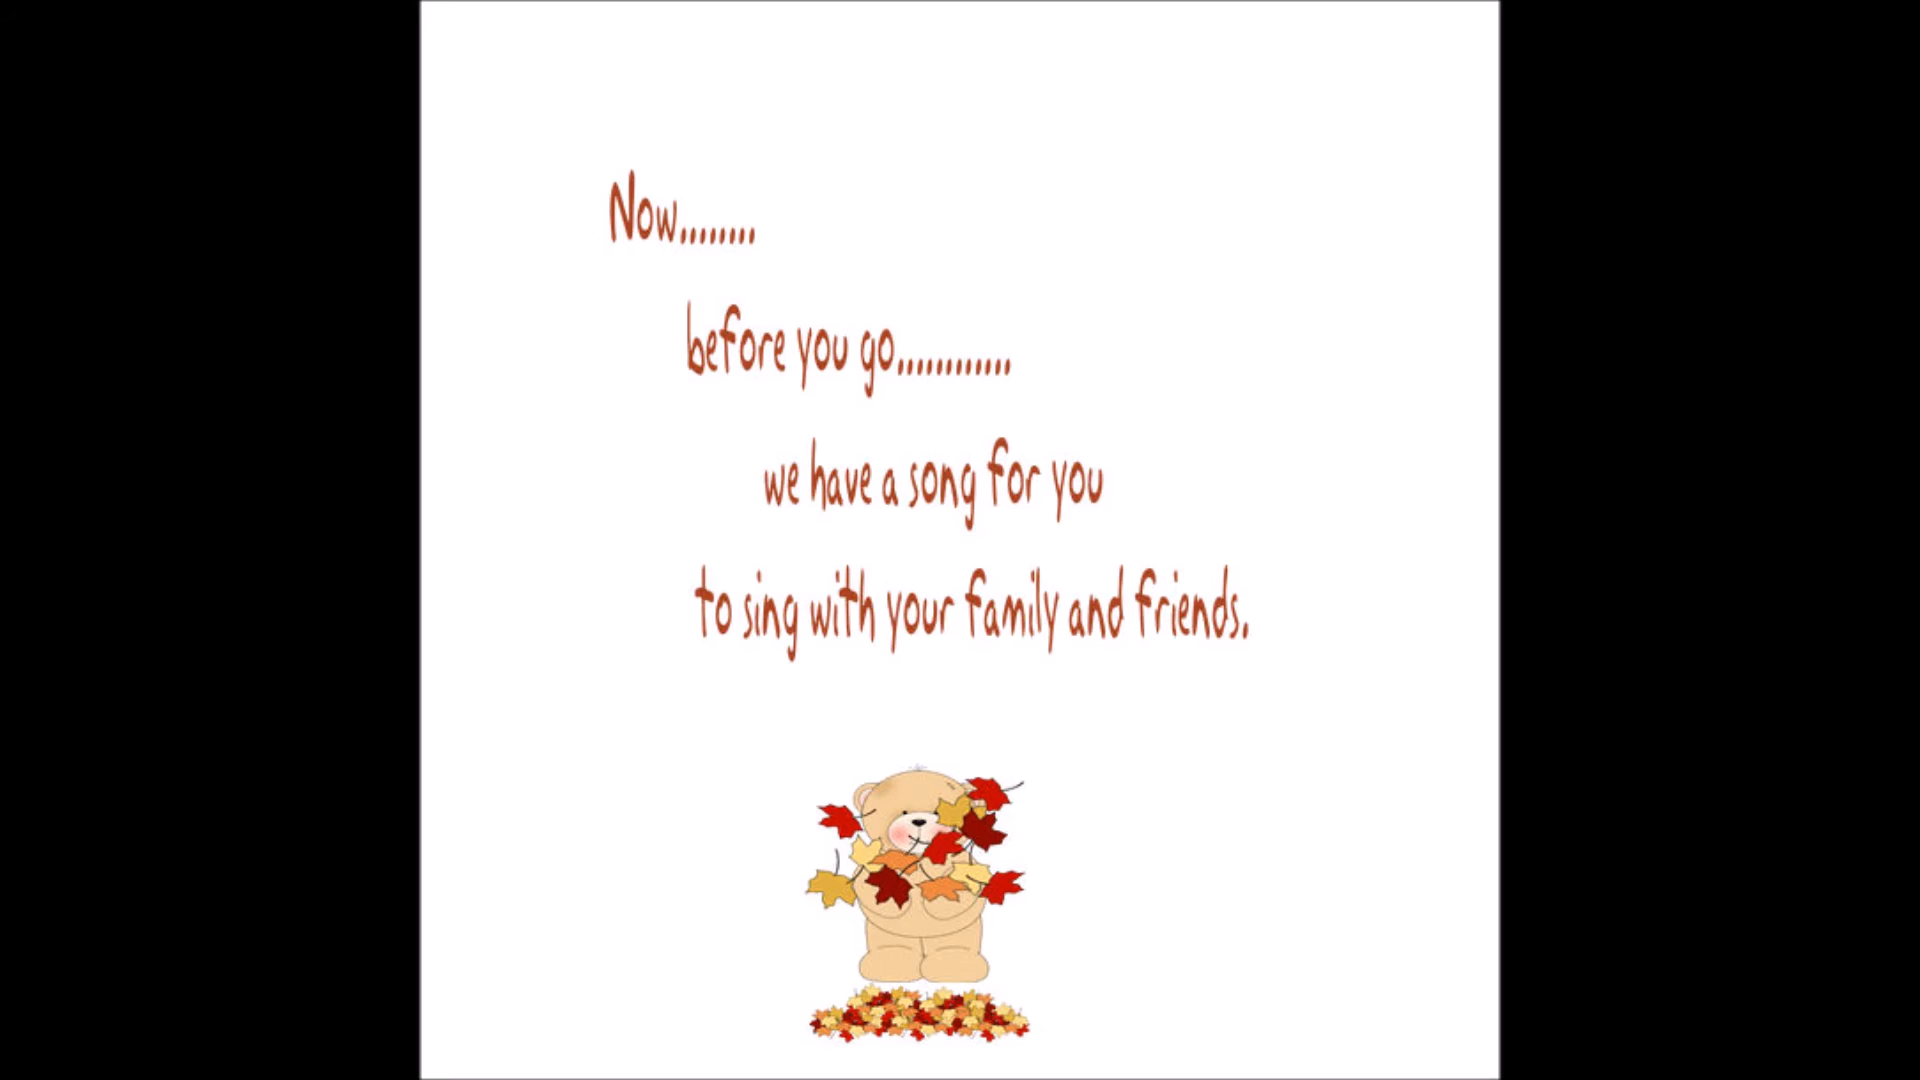 Now........
before you go............
we have a song for you
to sing with your family and friends.